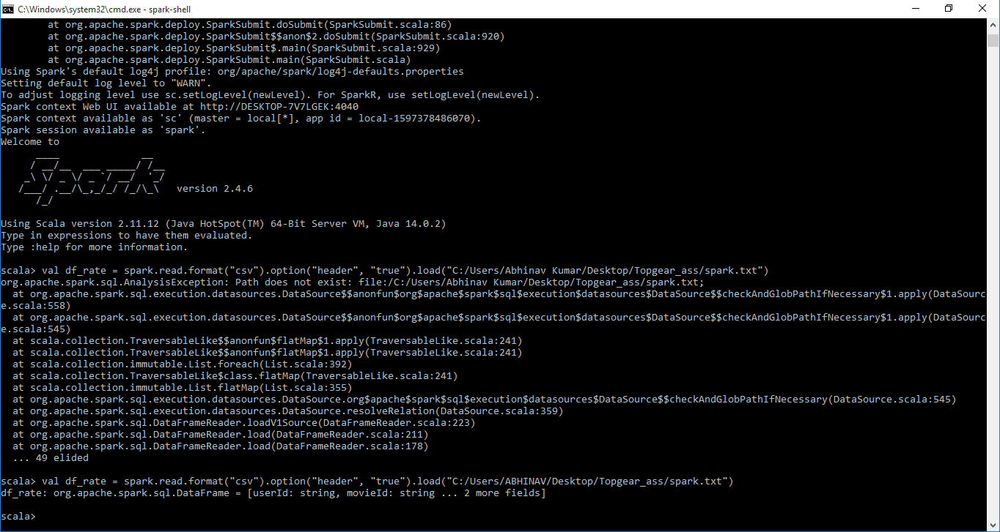 C:\Windows\system32\cmd.exe - spark-shell
        at org.apache.spark.deploy.SparkSubmit.doSubmit(SparkSubmit.scala:86)
        at org.apache.spark.deploy.SparkSubmit$$anon$2.doSubmit(SparkSubmit.scala:920)
        at org.apache.spark.deploy.SparkSubmit$.main(SparkSubmit.scala:929)
        at org.apache.spark.deploy.SparkSubmit.main(SparkSubmit.scala)
Using Spark's default log4j profile: org/apache/spark/log4j-defaults.properties
Setting default log level to "WARN".
To adjust logging level use sc.setLogLevel(newLevel). For SparkR, use setLogLevel(newLevel).
Spark context Web UI available at http://DESKTOP-7V7LGEK:4040
Spark context available as 'sc' (master = local[*], app id = local-1597378486070).
Spark session available as 'spark'.
Welcome to
      ____              __
     / __/__  ___ _____/ /__
    _\ \/ _ \/ _ `/ __/  '_/
   /___/ .__/\_,_/_/ /_/\_\   version 2.4.6
      /_/
Using Scala version 2.11.12 (Java HotSpot(TM) 64-Bit Server VM, Java 14.0.2)
Type in expressions to have them evaluated.
Type :help for more information.
scala> val df_rate = spark.read.format("csv").option("header", "true").load("C:/Users/Abhinav Kumar/Desktop/Topgear_ass/spark.txt")
org.apache.spark.sql.AnalysisException: Path does not exist: file:/C:/Users/Abhinav Kumar/Desktop/Topgear_ass/spark.txt;
  at org.apache.spark.sql.execution.datasources.DataSource$$anonfun$org$apache$spark$sql$execution$datasources$DataSource$$checkAndGlobPathIfNecessary$1.apply(DataSourc
e.scala:558)
  at org.apache.spark.sql.execution.datasources.DataSource$$anonfun$org$apache$spark$sql$execution$datasources$DataSource$$checkAndGlobPathIfNecessary$1.apply(DataSourc
e.scala:545)
  at scala.collection.TraversableLike$$anonfun$flatMap$1.apply(TraversableLike.scala:241)
  at scala.collection.TraversableLike$$anonfun$flatMap$1.apply(TraversableLike.scala:241)
  at scala.collection.immutable.List.foreach(List.scala:392)
  at scala.collection.TraversableLike$class.flatMap(TraversableLike.scala:241)
  at scala.collection.immutable.List.flatMap(List.scala:355)
  at org.apache.spark.sql.execution.datasources.DataSource.org$apache$spark$sql$execution$datasources$DataSource$$checkAndGlobPathIfNecessary(DataSource.scala:545)
  at org.apache.spark.sql.execution.datasources.DataSource.resolveRelation(DataSource.scala:359)
  at org.apache.spark.sql.DataFrameReader.loadV1Source(DataFrameReader.scala:223)
  at org.apache.spark.sql.DataFrameReader.load(DataFrameReader.scala:211)
  at org.apache.spark.sql.DataFrameReader.load(DataFrameReader.scala:178)
  ... 49 elided
scala> val df_rate = spark.read.format("csv").option("header", "true").load("C:/Users/ABHINAV/Desktop/Topgear_ass/spark.txt")
df_rate: org.apache.spark.sql.DataFrame = [userId: string, movieId: string ... 2 more fields]
scala>